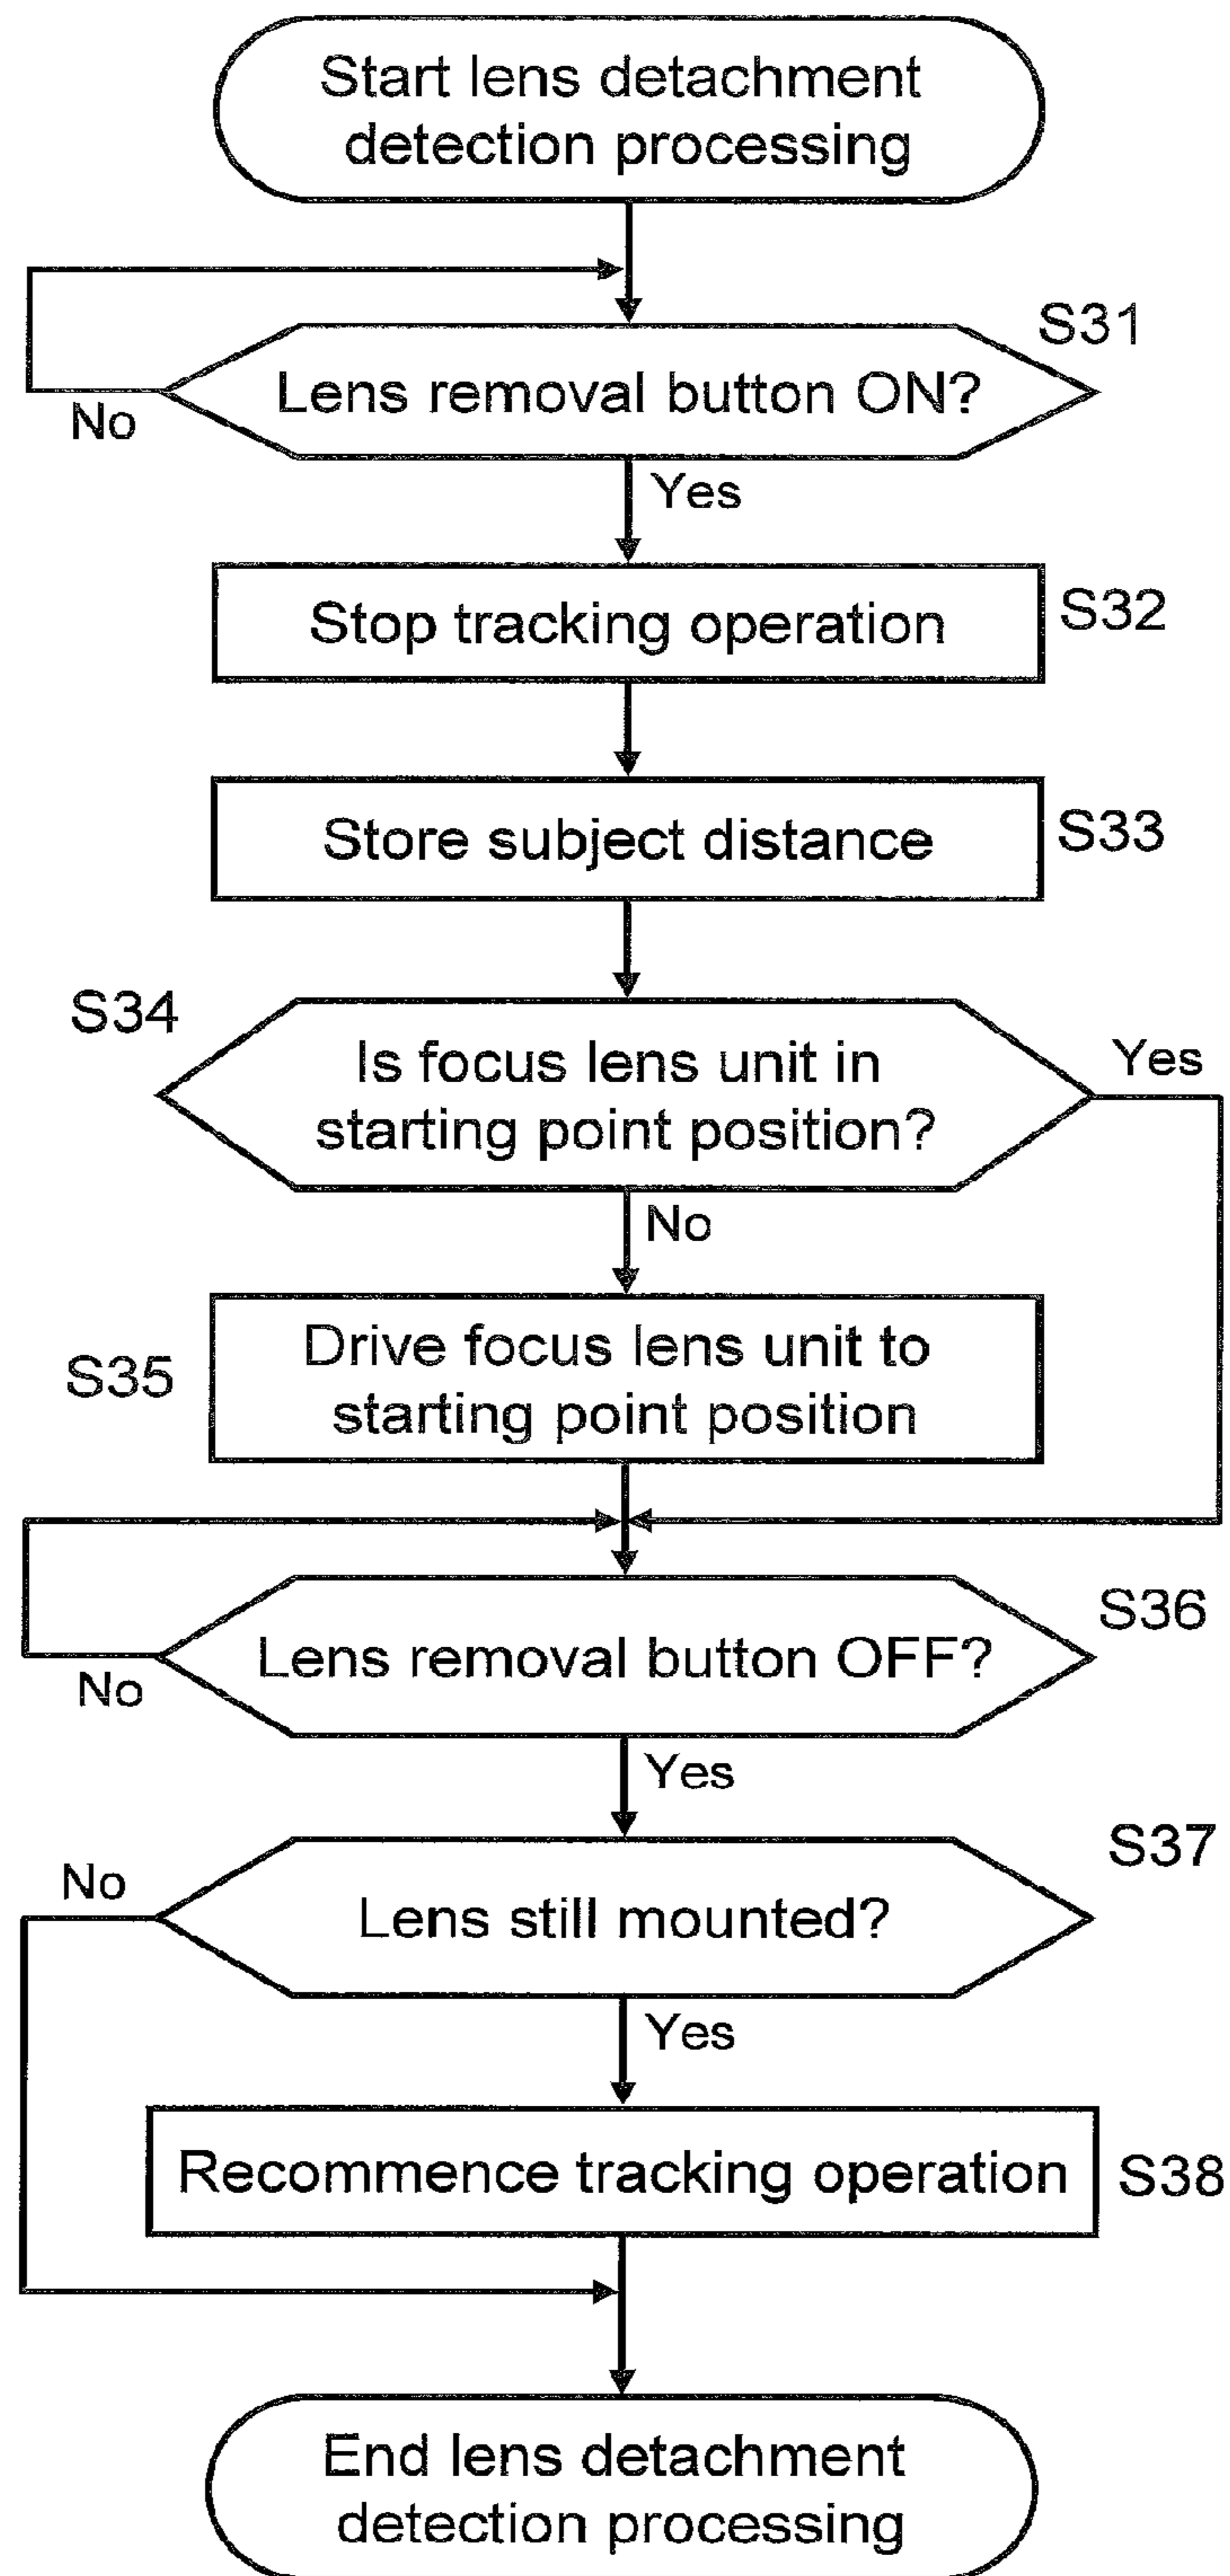 Start lens detachment
detection processing
S31
Lens removal button ON?
No
Yes
Stop tracking operation
S32
Store subject distance
S33
S34
Is focus lens unit in
starting point position?
Yes
No
S35
Drive focus lens unit to
starting point position
S36
Lens removal button OFF?
No
Yes
S37
No
Lens still mounted?
Yes
Recommence tracking operation
S38
End lens detachment
detection processing